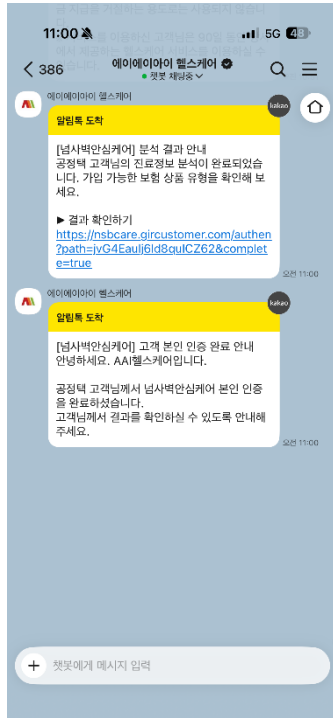 11:00
5G 48
386
에이에이아이 헬스케어
챗봇 채팅중
에이에이아이 헬스케어
kakao
알림톡 도착
[넘사벽안심케어] 분석 결과 안내
공정택 고객님의 진료정보 분석이 완료되었습
니다. 가입 가능한 보험 상품 유형을 확인해 보
세요.
▶ 결과 확인하기
https://nsbcare.gircustomer.com/authen
?path=jvG4EauIj6Id8quICZ62&complet
e=true
오전 11:00
에이에이아이 헬스케어
kakao
알림톡 도착
[넘사벽안심케어] 고객 본인 인증 완료 안내
안녕하세요. AAI헬스케어입니다.
공정택 고객님께서 넘사벽안심케어 본인 인증
을 완료하셨습니다.
고객님께서 결과를 확인하실 수 있도록 안내해
주세요.
오전 11:00
챗봇에게 메시지 입력